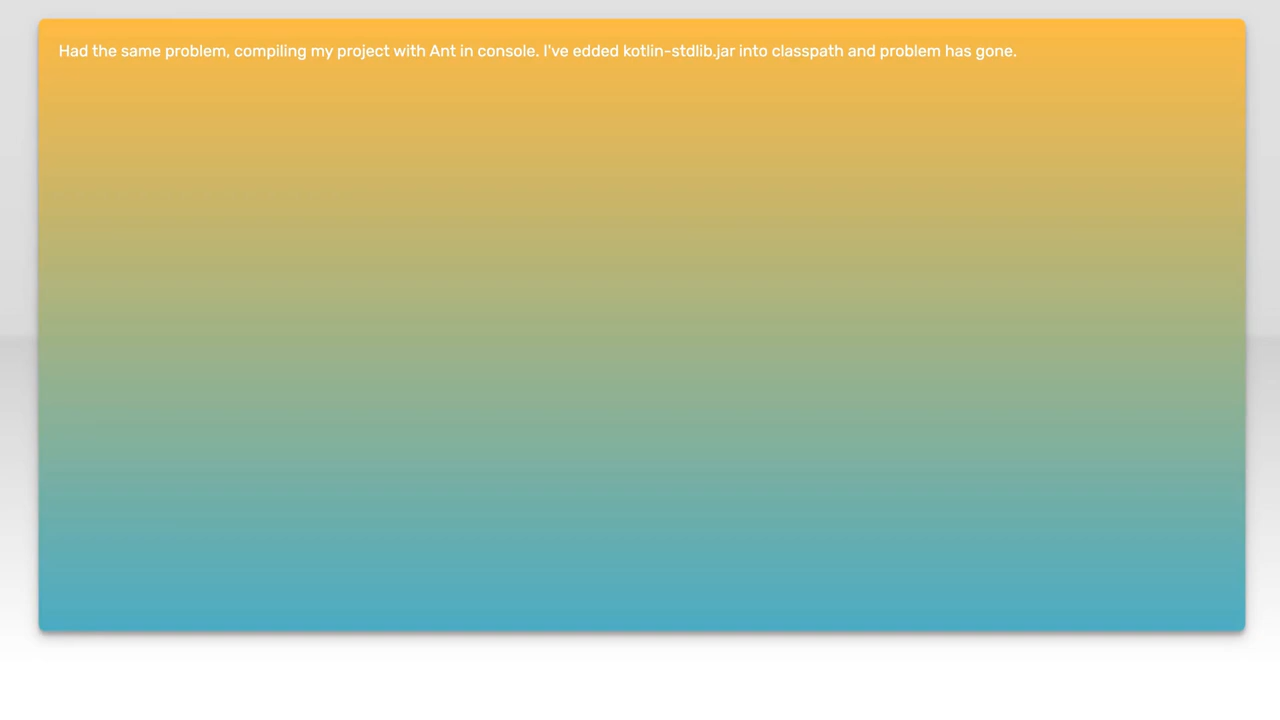 Had the same problem, compiling my project with Ant in console. I've edded kotlin-stdlib.jar into classpath and problem has gone.